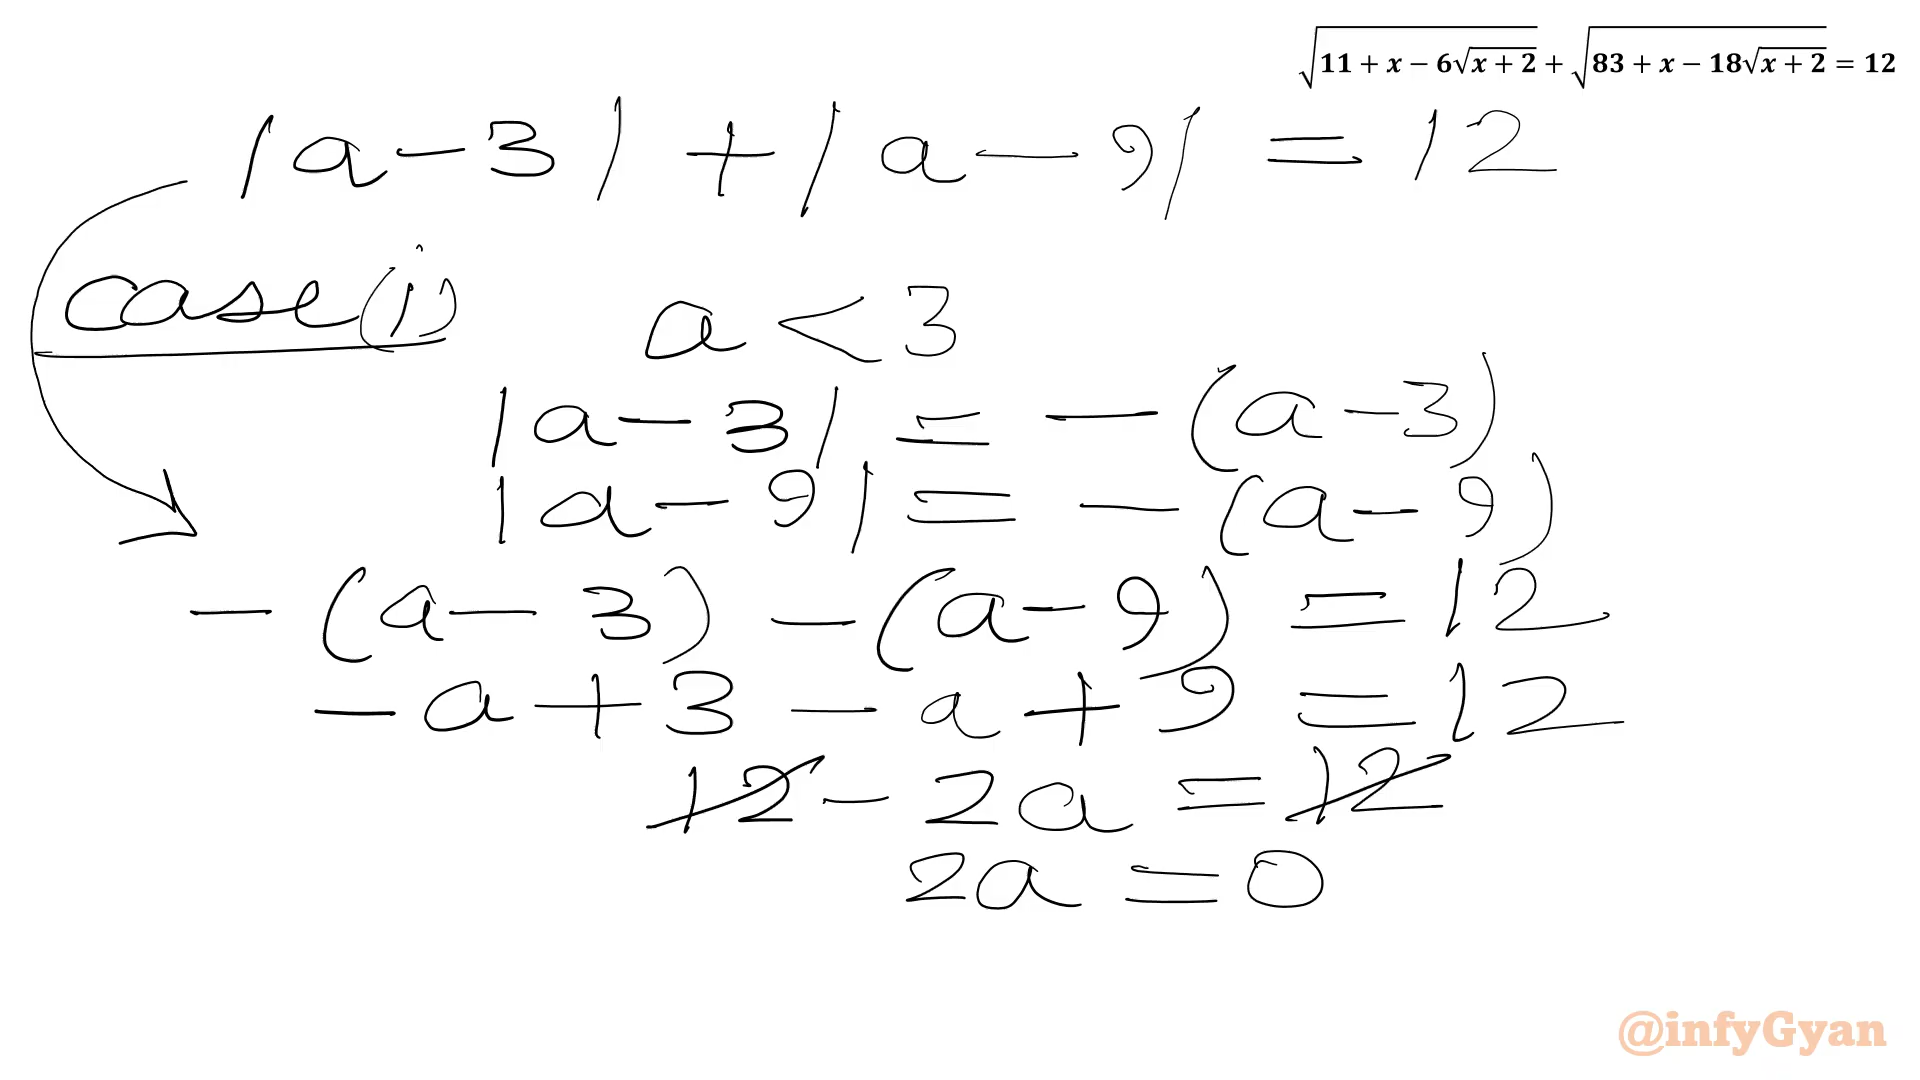 √(11 + x − 6√(x + 2)) + √(83 + x − 18√(x + 2)) = 12
|a − 3| + |a − 9| = 12
case (i)
a < 3
|a − 3| = −(a − 3)
|a − 9| = −(a − 9)
−(a − 3) − (a − 9) = 12
−a + 3 − a + 9 = 12
12 − 2a = 12
2a = 0
@infyGyan